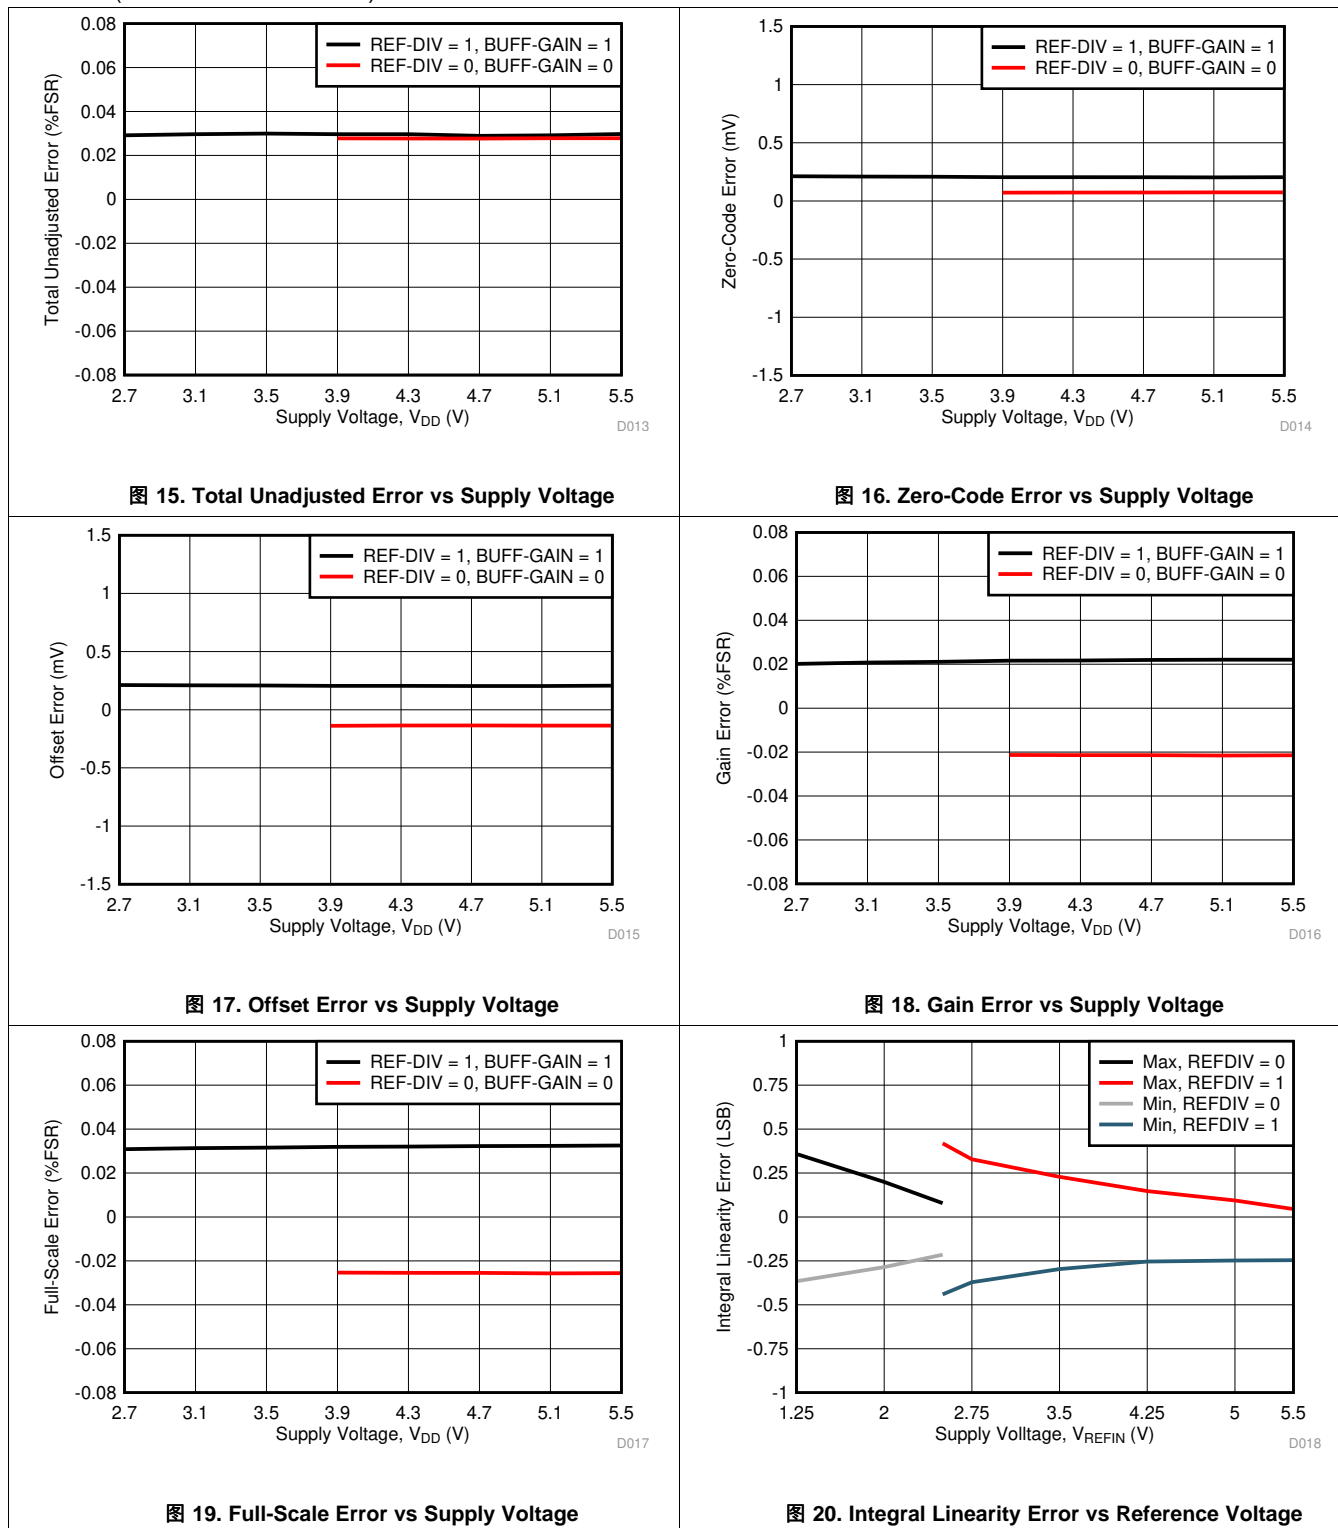 REF-DIV = 1, BUFF-GAIN = 1
REF-DIV = 0, BUFF-GAIN = 0
0.08
0.06
0.04
0.02
0
-0.02
-0.04
-0.06
-0.08
Total Unadjusted Error (%FSR)
2.7 3.1 3.5 3.9 4.3 4.7 5.1 5.5
Supply Voltage, VDD (V)
D013
图 15. Total Unadjusted Error vs Supply Voltage
REF-DIV = 1, BUFF-GAIN = 1
REF-DIV = 0, BUFF-GAIN = 0
1.5
1
0.5
0
-0.5
-1
-1.5
Zero-Code Error (mV)
2.7 3.1 3.5 3.9 4.3 4.7 5.1 5.5
Supply Voltage, VDD (V)
D014
图 16. Zero-Code Error vs Supply Voltage
REF-DIV = 1, BUFF-GAIN = 1
REF-DIV = 0, BUFF-GAIN = 0
1.5
1
0.5
0
-0.5
-1
-1.5
Offset Error (mV)
2.7 3.1 3.5 3.9 4.3 4.7 5.1 5.5
Supply Voltage, VDD (V)
D015
图 17. Offset Error vs Supply Voltage
REF-DIV = 1, BUFF-GAIN = 1
REF-DIV = 0, BUFF-GAIN = 0
0.08
0.06
0.04
0.02
0
-0.02
-0.04
-0.06
-0.08
Gain Error (%FSR)
2.7 3.1 3.5 3.9 4.3 4.7 5.1 5.5
Supply Voltage, VDD (V)
D016
图 18. Gain Error vs Supply Voltage
REF-DIV = 1, BUFF-GAIN = 1
REF-DIV = 0, BUFF-GAIN = 0
0.08
0.06
0.04
0.02
0
-0.02
-0.04
-0.06
-0.08
Full-Scale Error (%FSR)
2.7 3.1 3.5 3.9 4.3 4.7 5.1 5.5
Supply Voltage, VDD (V)
D017
图 19. Full-Scale Error vs Supply Voltage
Max, REFDIV = 0
Max, REFDIV = 1
Min, REFDIV = 0
Min, REFDIV = 1
1
0.75
0.5
0.25
0
-0.25
-0.5
-0.75
-1
Integral Linearity Error (LSB)
1.25 2 2.75 3.5 4.25 5 5.5
Supply Volltage, VREFIN (V)
D018
图 20. Integral Linearity Error vs Reference Voltage